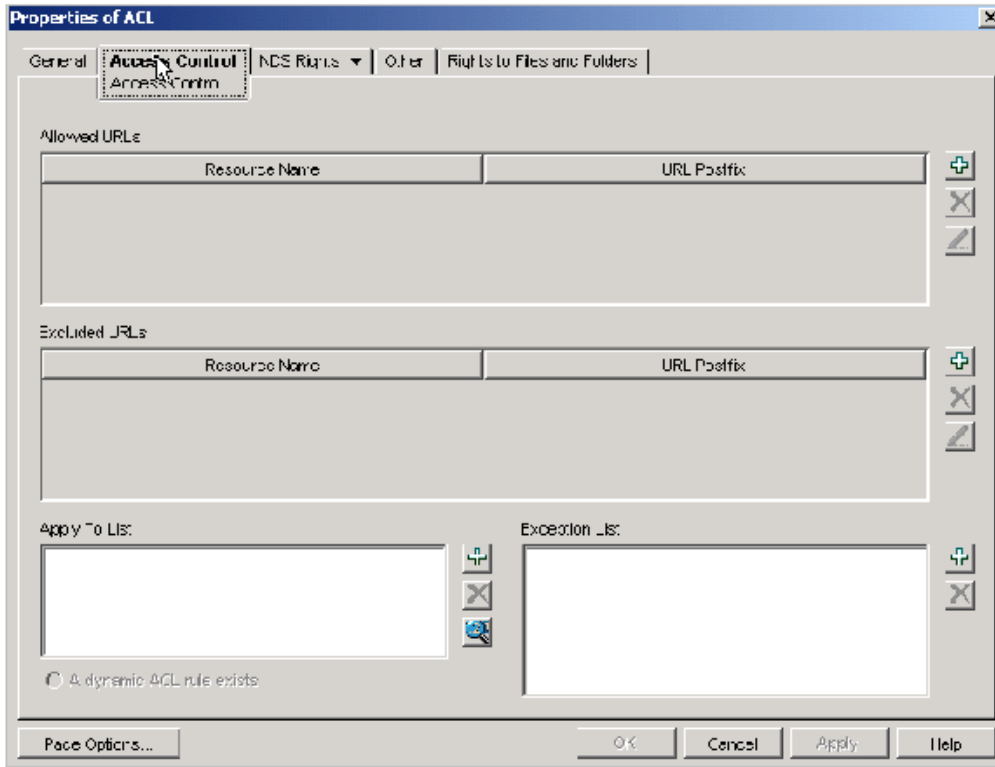 Properties of ACL
General Access Control NDS Rights Other Rights to Files and Folders
Access Control
Allowed URLs
Resource Name URL Postfix
Excluded URLs
Resource Name URL Postfix
Apply To List Exception List
A dynamic ACL rule exists
Page Options... OK Cancel Apply Help